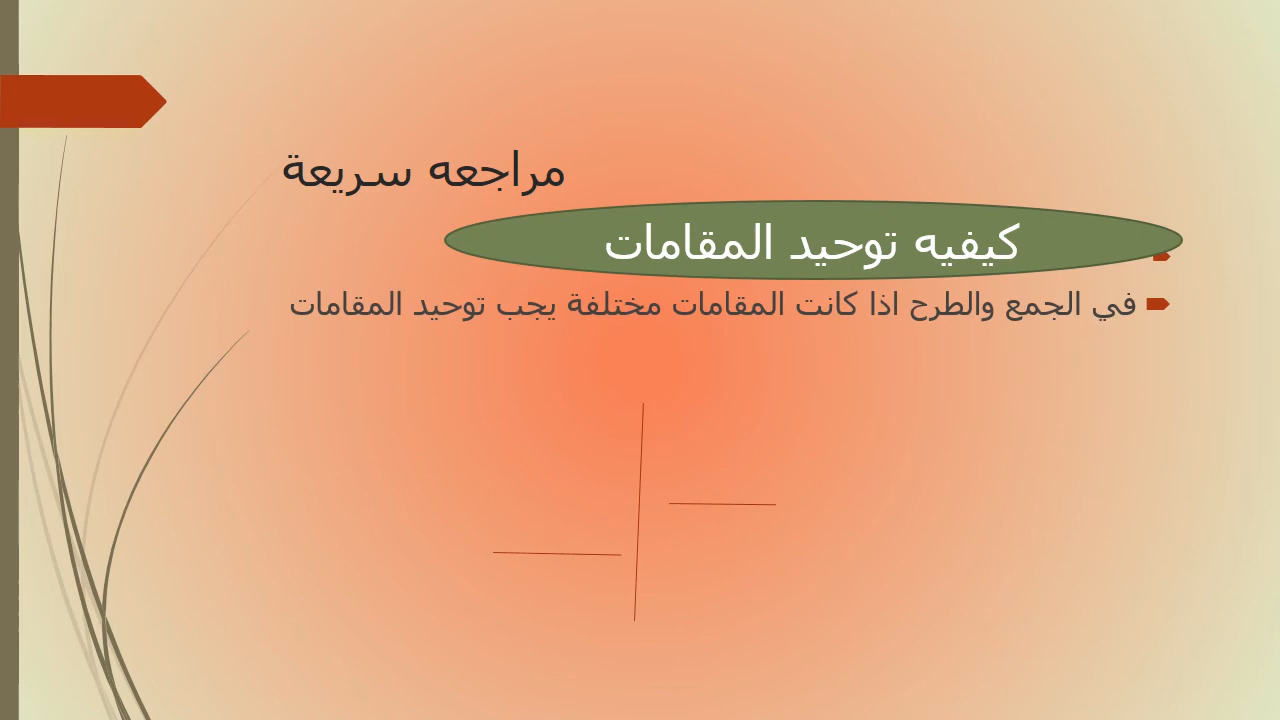 مراجعه سريعة
كيفيه توحيد المقامات
في الجمع والطرح اذا كانت المقامات مختلفة يجب توحيد المقامات